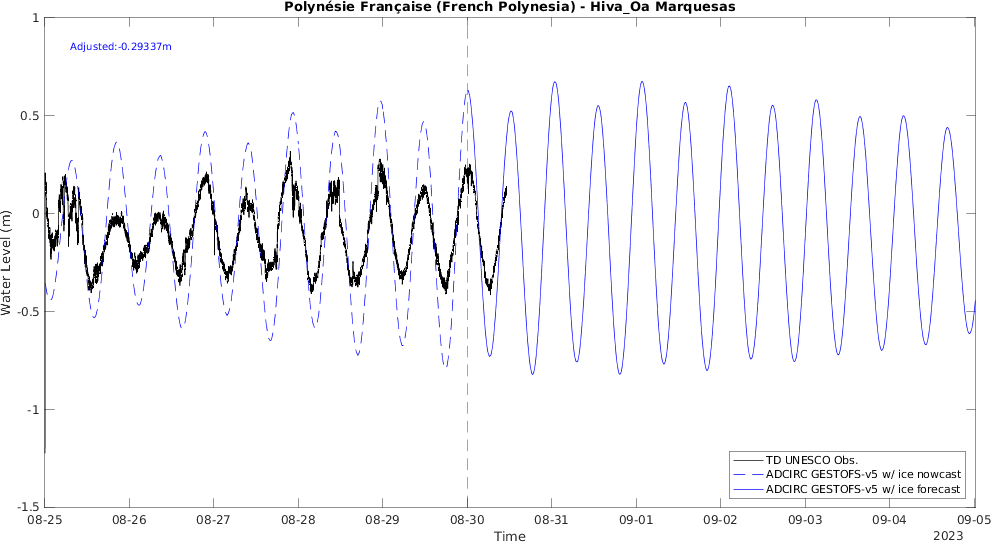 Polynésie Française (French Polynesia) - Hiva_Oa Marquesas
Adjusted:-0.29337m
Water Level (m)
1
0.5
0
-0.5
-1
-1.5
TD UNESCO Obs.
ADCIRC GESTOFS-v5 w/ ice nowcast
ADCIRC GESTOFS-v5 w/ ice forecast
08-25 08-26 08-27 08-28 08-29 08-30 08-31 09-01 09-02 09-03 09-04 09-05
Time
2023